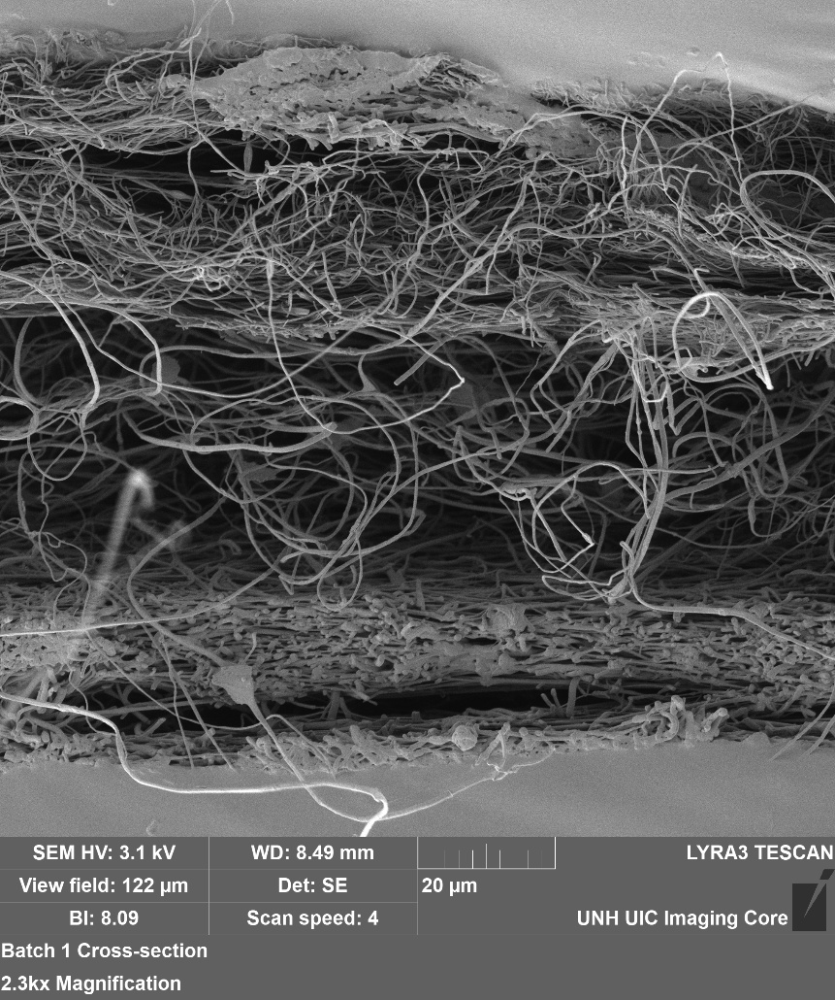 SEM HV: 3.1 kV WD: 8.49 mm LYRA3 TESCAN
View field: 122 µm Det: SE 20 µm
BI: 8.09 Scan speed: 4 UNH UIC Imaging Core
Batch 1 Cross-section
2.3kx Magnification